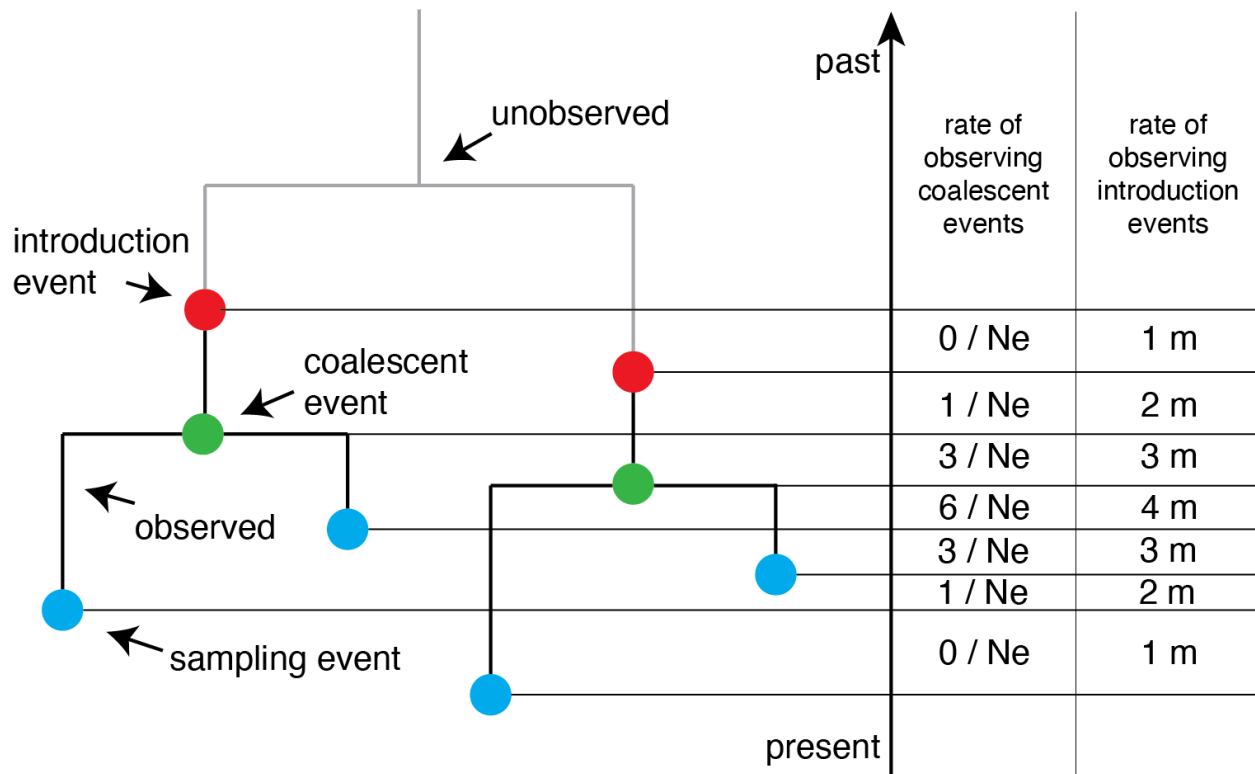 past
unobserved
rate of
observing
coalescent
events
rate of
observing
introduction
events
introduction
event
coalescent
event
0 / Ne
1 m
1 / Ne
2 m
3 / Ne
3 m
6 / Ne
4 m
observed
3 / Ne
3 m
1 / Ne
2 m
sampling event
0 / Ne
1 m
present